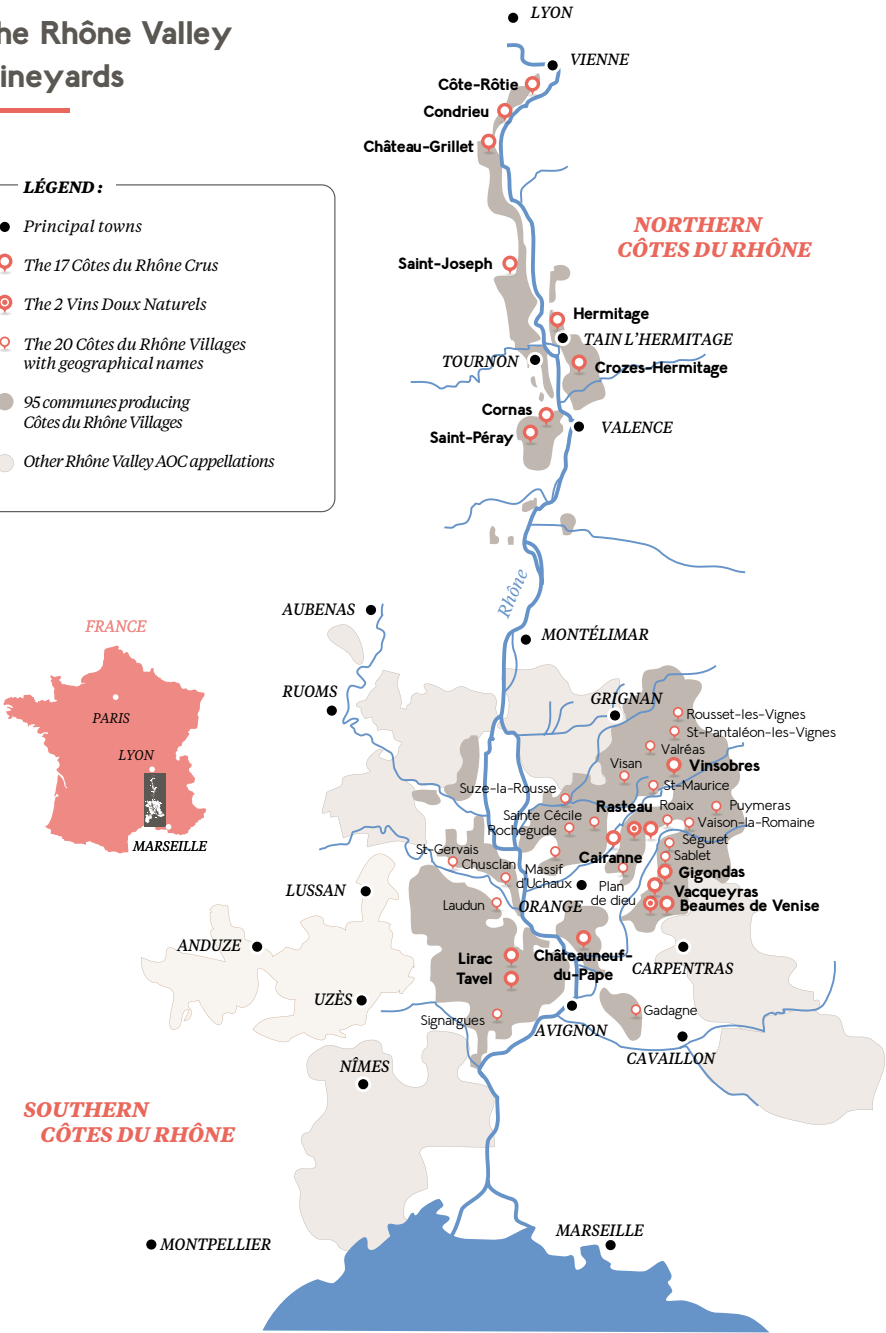 he Rhône Valley
ineyards
LÉGEND :
Principal towns
The 17 Côtes du Rhône Crus
The 2 Vins Doux Naturels
The 20 Côtes du Rhône Villages
with geographical names
95 communes producing
Côtes du Rhône Villages
Other Rhône Valley AOC appellations
LYON
VIENNE
Côte-Rôtie
Condrieu
Château-Grillet
NORTHERN
CÔTES DU RHÔNE
Saint-Joseph
Hermitage
TAIN L'HERMITAGE
TOURNON
Crozes-Hermitage
Cornas
Saint-Péray
VALENCE
Rhône
AUBENAS
MONTÉLIMAR
FRANCE
PARIS
LYON
MARSEILLE
RUOMS
GRIGNAN
Rousset-les-Vignes
St-Pantaléon-les-Vignes
Valréas
Visan
Vinsobres
St-Maurice
Suze-la-Rousse
Rasteau
Roaix
Puymeras
Sainte Cécile
Vaison-la-Romaine
Rochegude
Séguret
St-Gervais
Cairanne
Sablet
Chusclan
Massif
d'Uchaux
Gigondas
Plan
de dieu
Vacqueyras
LUSSAN
Laudun
ORANGE
Beaumes de Venise
ANDUZE
Lirac
Tavel
Châteauneuf-
du-Pape
CARPENTRAS
UZÈS
Signargues
Gadagne
AVIGNON
CAVAILLON
NÎMES
SOUTHERN
CÔTES DU RHÔNE
MONTPELLIER
MARSEILLE